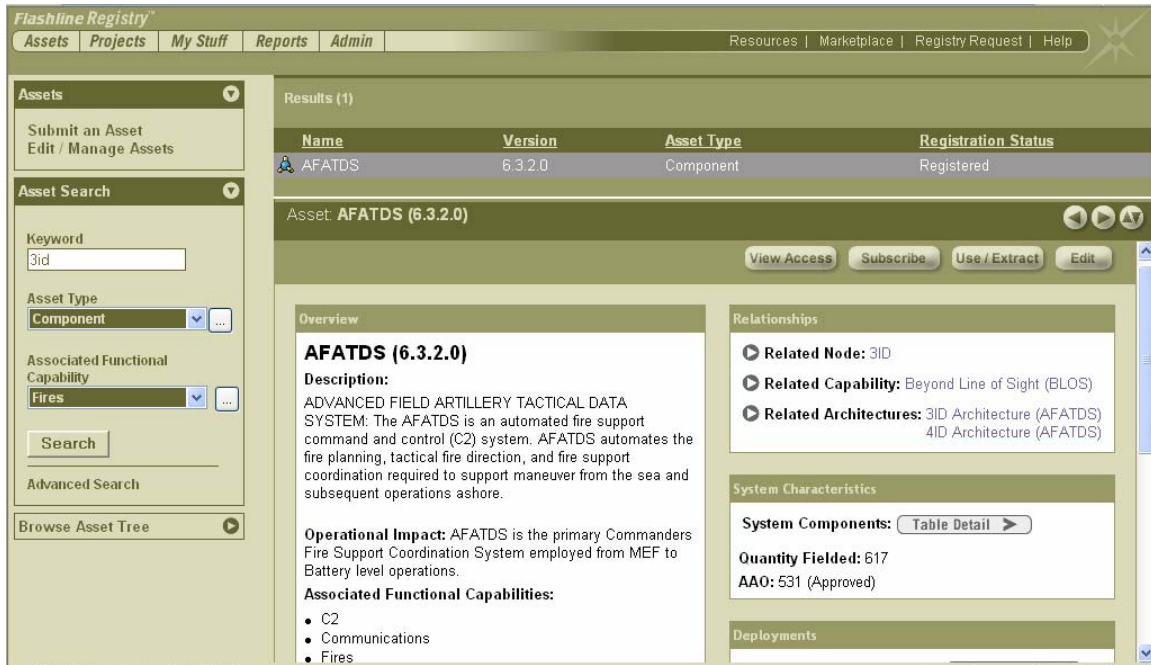 Flashline Registry™
Assets | Projects | My Stuff | Reports | Admin
Resources | Marketplace | Registry Request | Help
Assets
Submit an Asset
Edit / Manage Assets
Asset Search
Keyword
3id
Asset Type
Component
...
Associated Functional
Capability
Fires
...
Search
Advanced Search
Browse Asset Tree
Results (1)
Name Version Asset Type Registration Status
AFATDS 6.3.2.0 Component Registered
Asset: AFATDS (6.3.2.0)
View Access Subscribe Use / Extract Edit
Overview
AFATDS (6.3.2.0)
Description:
ADVANCED FIELD ARTILLERY TACTICAL DATA
SYSTEM: The AFATDS is an automated fire support
command and control (C2) system. AFATDS automates the
fire planning, tactical fire direction, and fire support
coordination required to support maneuver from the sea and
subsequent operations ashore.
Operational Impact: AFATDS is the primary Commanders
Fire Support Coordination System employed from MEF to
Battery level operations.
Associated Functional Capabilities:
• C2
• Communications
• Fires
Relationships
Related Node: 3ID
Related Capability: Beyond Line of Sight (BLOS)
Related Architectures: 3ID Architecture (AFATDS)
4ID Architecture (AFATDS)
System Characteristics
System Components: Table Detail
Quantity Fielded: 617
AAO: 531 (Approved)
Deployments